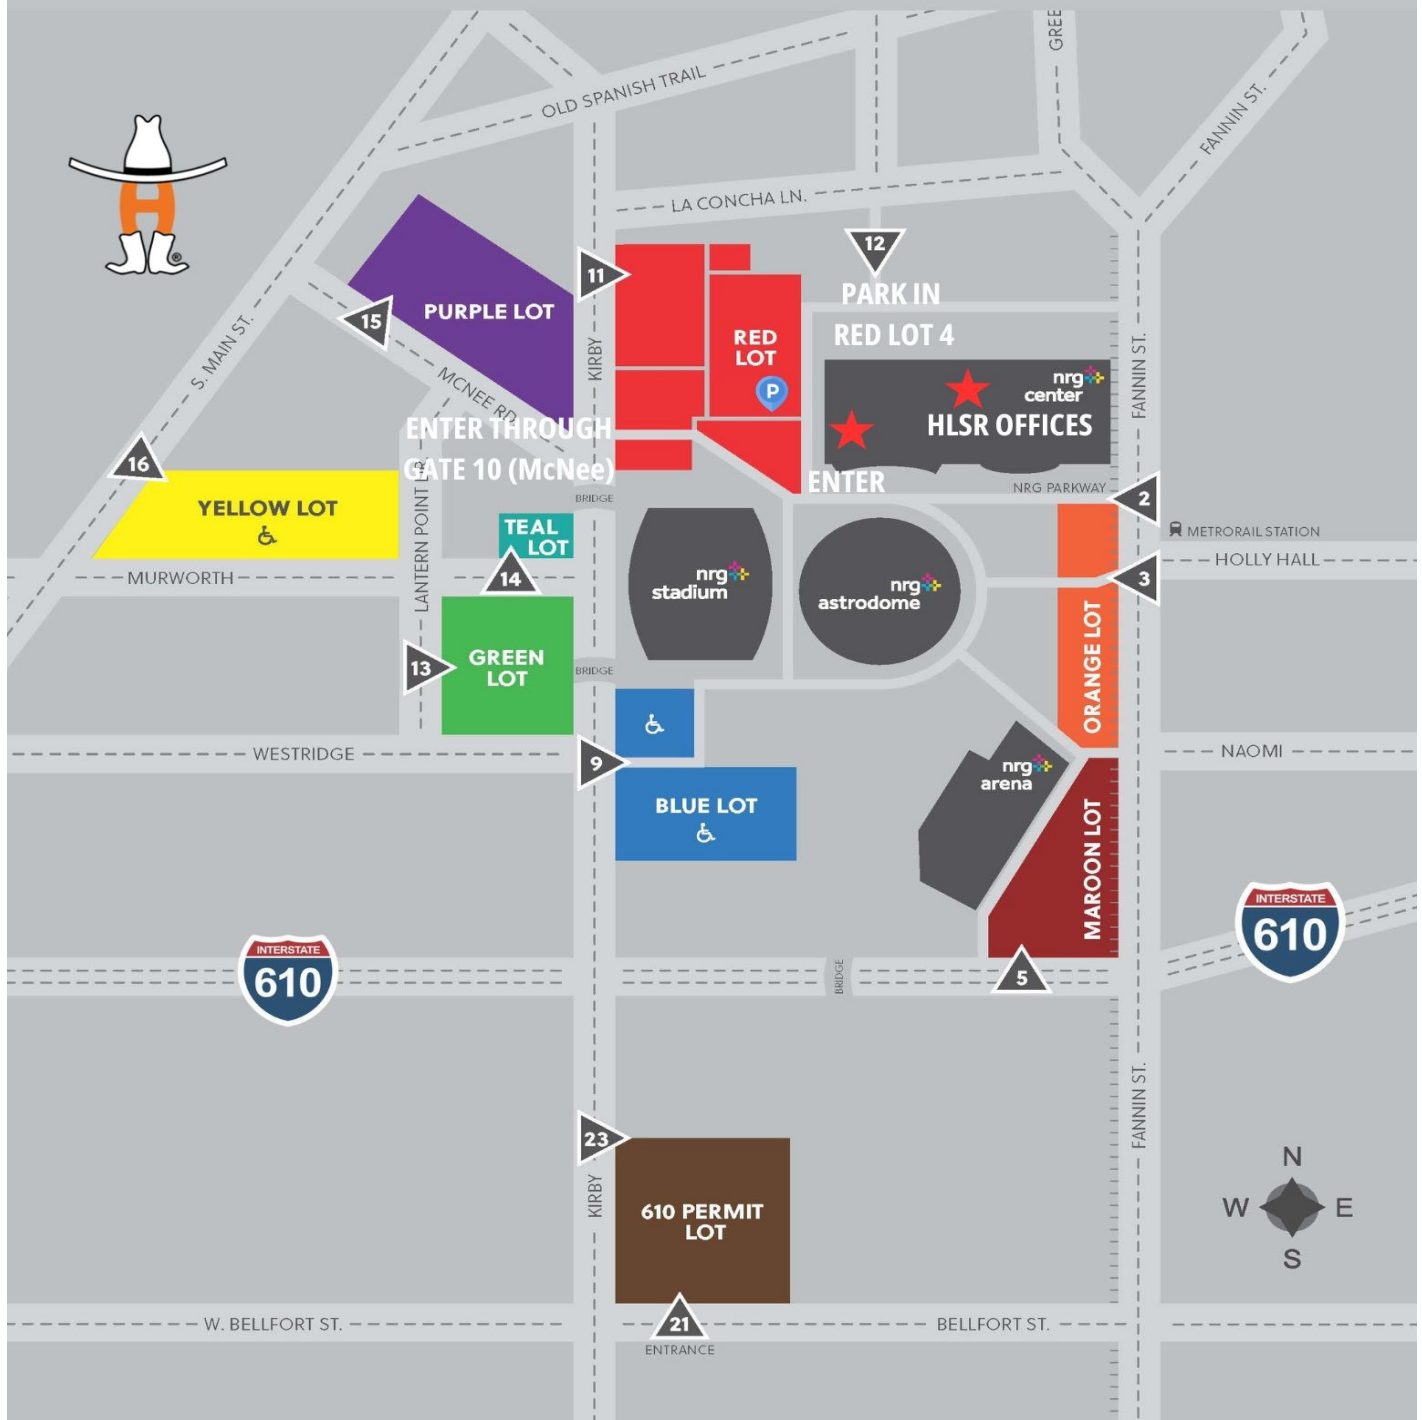 OLD SPANISH TRAIL
GREE
FANNIN ST.
LA CONCHA LN.
12
11
PARK IN
RED LOT 4
PURPLE LOT
15
RED
LOT
P
KIRBY
S. MAIN ST.
MCNEE RD.
FANNIN ST.
nrg
center
HLSR OFFICES
ENTER THROUGH
GATE 10 (McNee)
ENTER
NRG PARKWAY
2
16
YELLOW LOT
LANTERN POINT DR.
BRIDGE
TEAL
LOT
14
METRORAIL STATION
HOLLY HALL
3
MURWORTH
nrg
stadium
nrg
astrodome
13
GREEN
LOT
BRIDGE
ORANGE LOT
WESTRIDGE
9
NAOMI
nrg
arena
BLUE LOT
MAROON LOT
INTERSTATE
610
INTERSTATE
610
BRIDGE
5
FANNIN ST.
23
KIRBY
610 PERMIT
LOT
N
W E
S
W. BELLFORT ST.
21
ENTRANCE
BELLFORT ST.